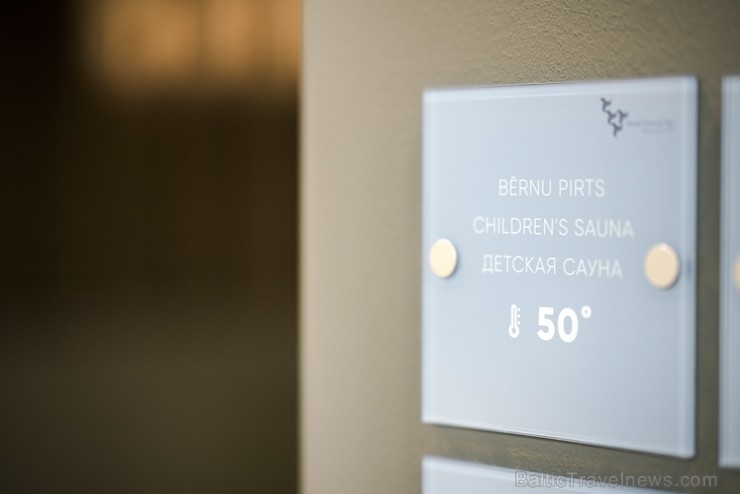 BĒRNU PIRTS
CHILDREN'S SAUNA
ДЕТСКАЯ САУНА
50°
BalticTravelnews.com